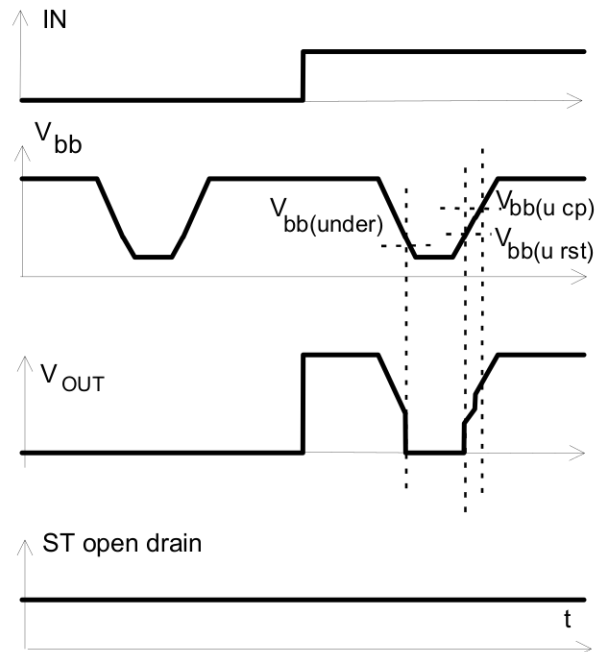 IN
Vbb
Vbb(under)
Vbb(u cp)
Vbb(u rst)
VOUT
ST open drain
t